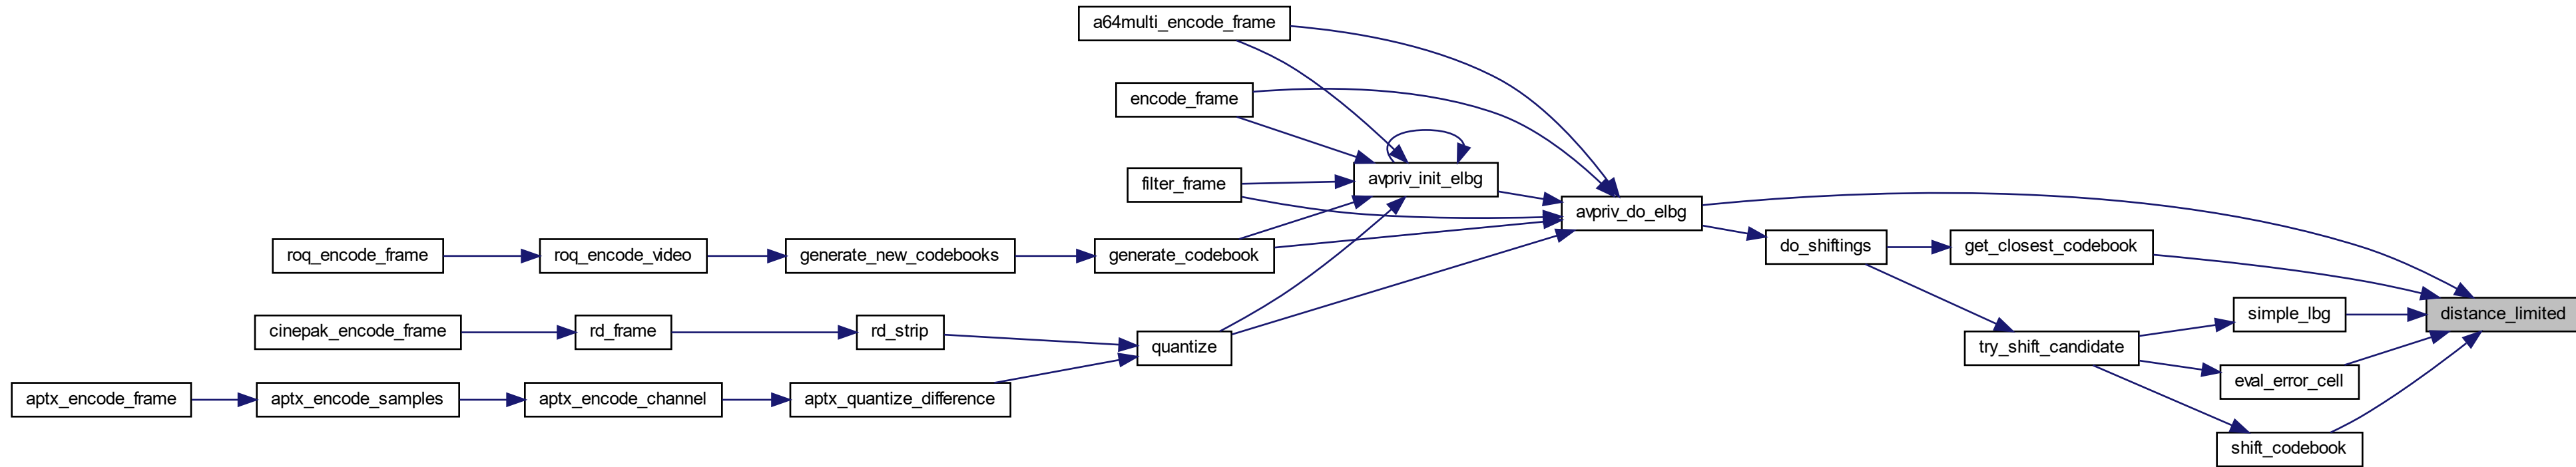 a64multi_encode_frame
encode_frame
avpriv_init_elbg
filter_frame
avpriv_do_elbg
do_shiftings
get_closest_codebook
roq_encode_frame
roq_encode_video
generate_new_codebooks
generate_codebook
simple_lbg
distance_limited
cinepak_encode_frame
rd_frame
rd_strip
quantize
try_shift_candidate
eval_error_cell
aptx_encode_frame
aptx_encode_samples
aptx_encode_channel
aptx_quantize_difference
shift_codebook